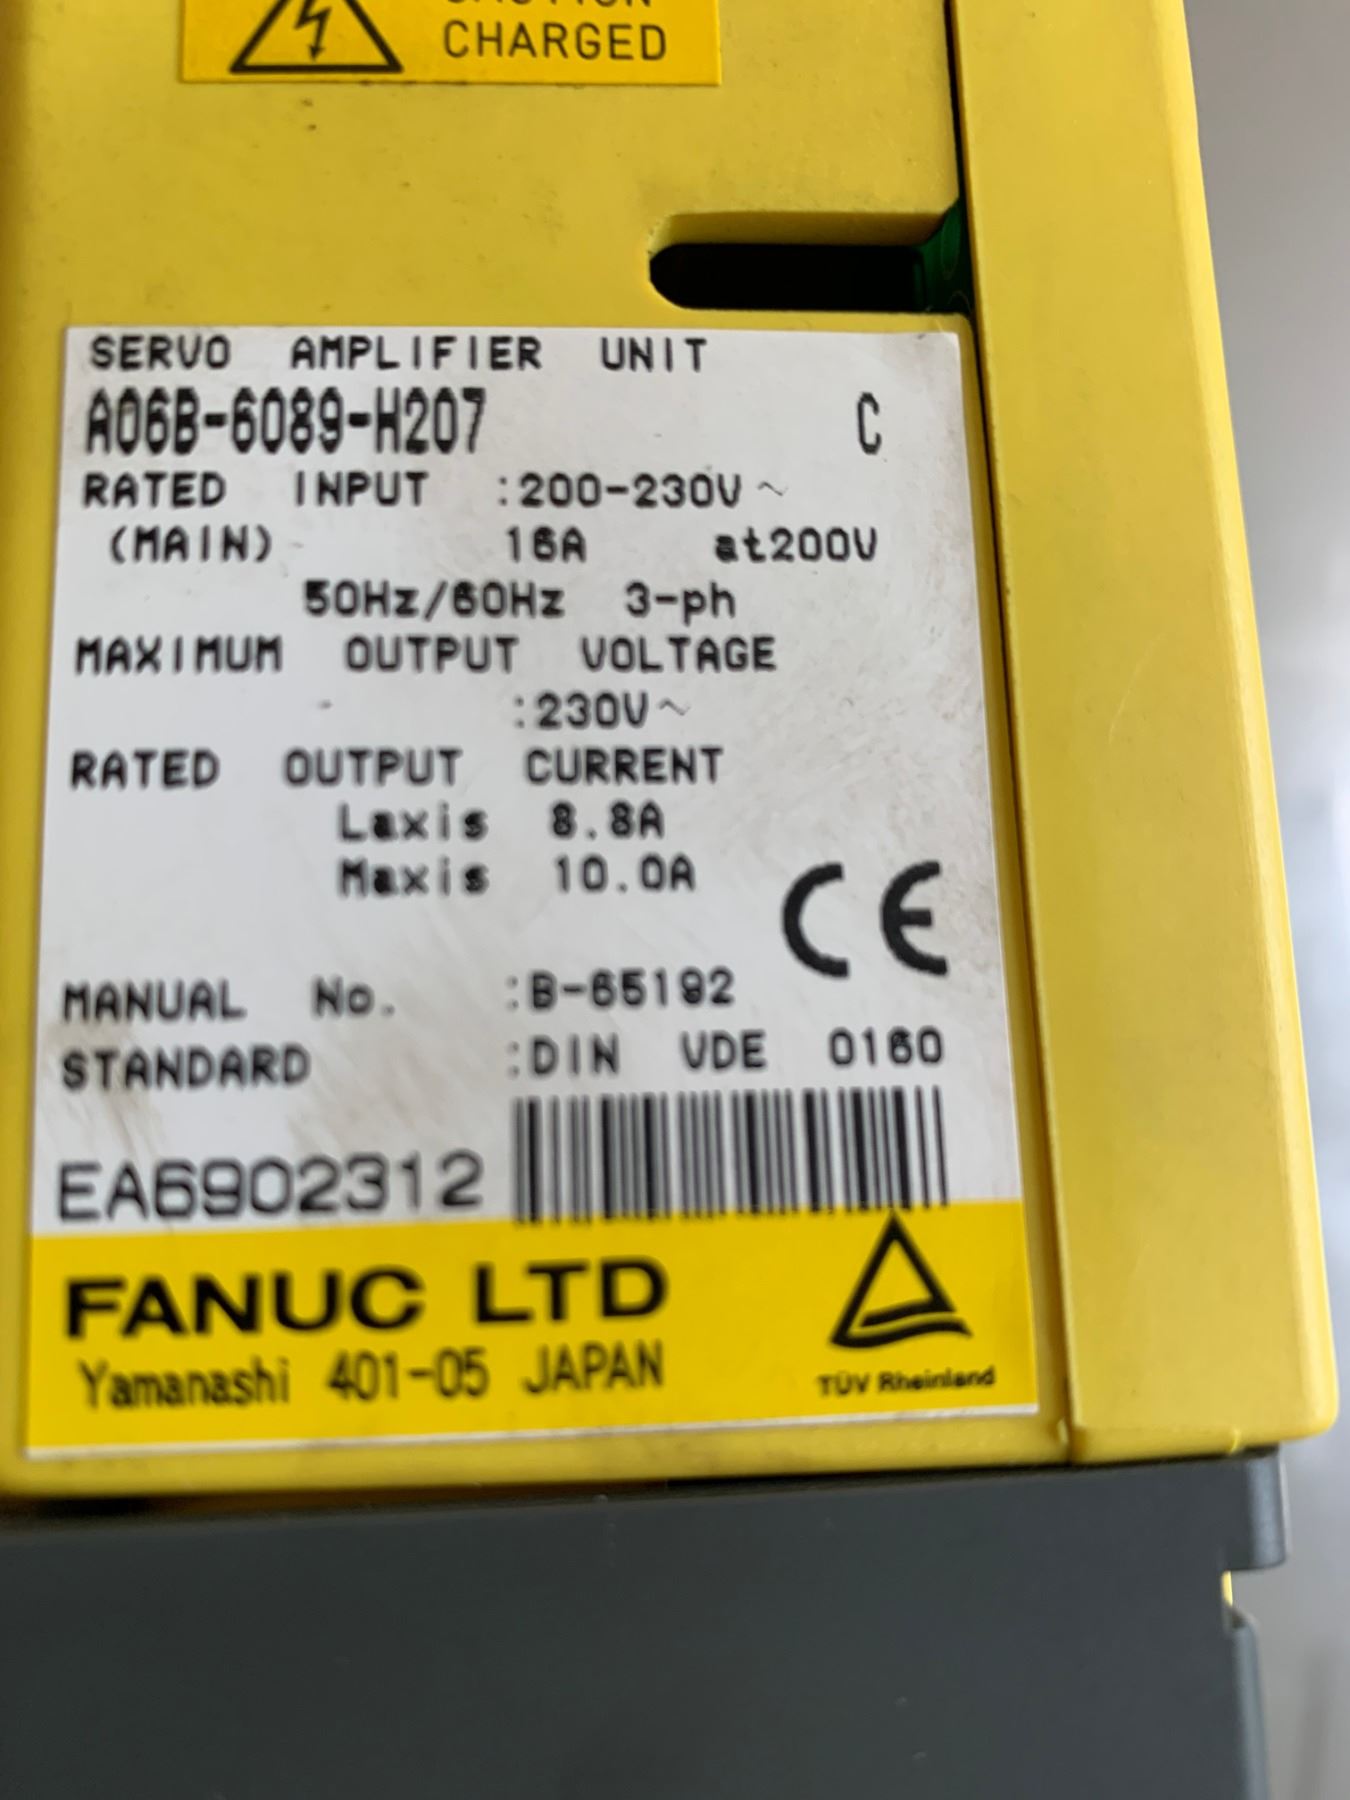 CAUTION
CHARGED
SERVO AMPLIFIER UNIT
A06B-6089-H207 C
RATED INPUT :200-230V~
(MAIN) 16A at200V
50Hz/60Hz 3-ph
MAXIMUM OUTPUT VOLTAGE
:230V~
RATED OUTPUT CURRENT
Laxis 8.8A
Maxis 10.0A
CE
MANUAL No. :B-65192
STANDARD :DIN VDE 0160
EA6902312
FANUC LTD
Yamanashi 401-05 JAPAN
TÜV Rheinland